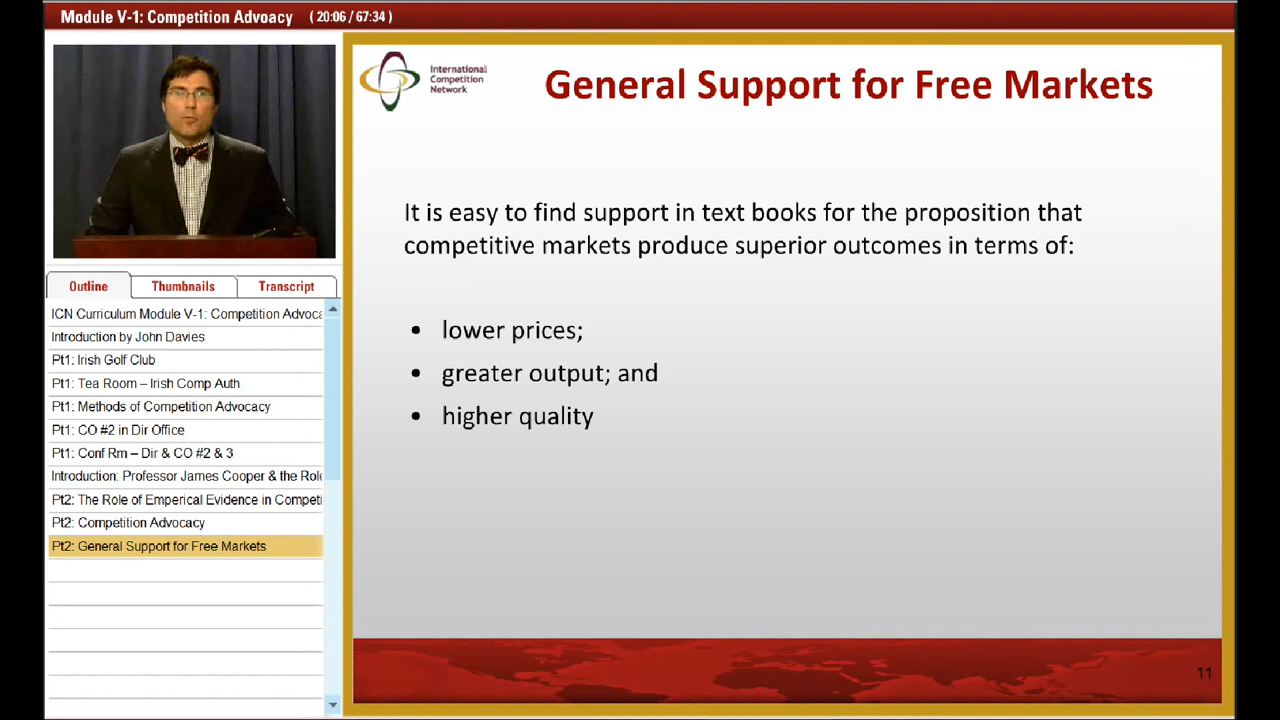 Module V-1: Competition Advoacy ( 20:06 / 67:34 )
International
Competition
Network
General Support for Free Markets
It is easy to find support in text books for the proposition that
competitive markets produce superior outcomes in terms of:
• lower prices;
• greater output; and
• higher quality
11
Outline Thumbnails Transcript
ICN Curriculum Module V-1: Competition Advoca
Introduction by John Davies
Pt1: Irish Golf Club
Pt1: Tea Room – Irish Comp Auth
Pt1: Methods of Competition Advocacy
Pt1: CO #2 in Dir Office
Pt1: Conf Rm – Dir & CO #2 & 3
Introduction: Professor James Cooper & the Role
Pt2: The Role of Emperical Evidence in Competi
Pt2: Competition Advocacy
Pt2: General Support for Free Markets